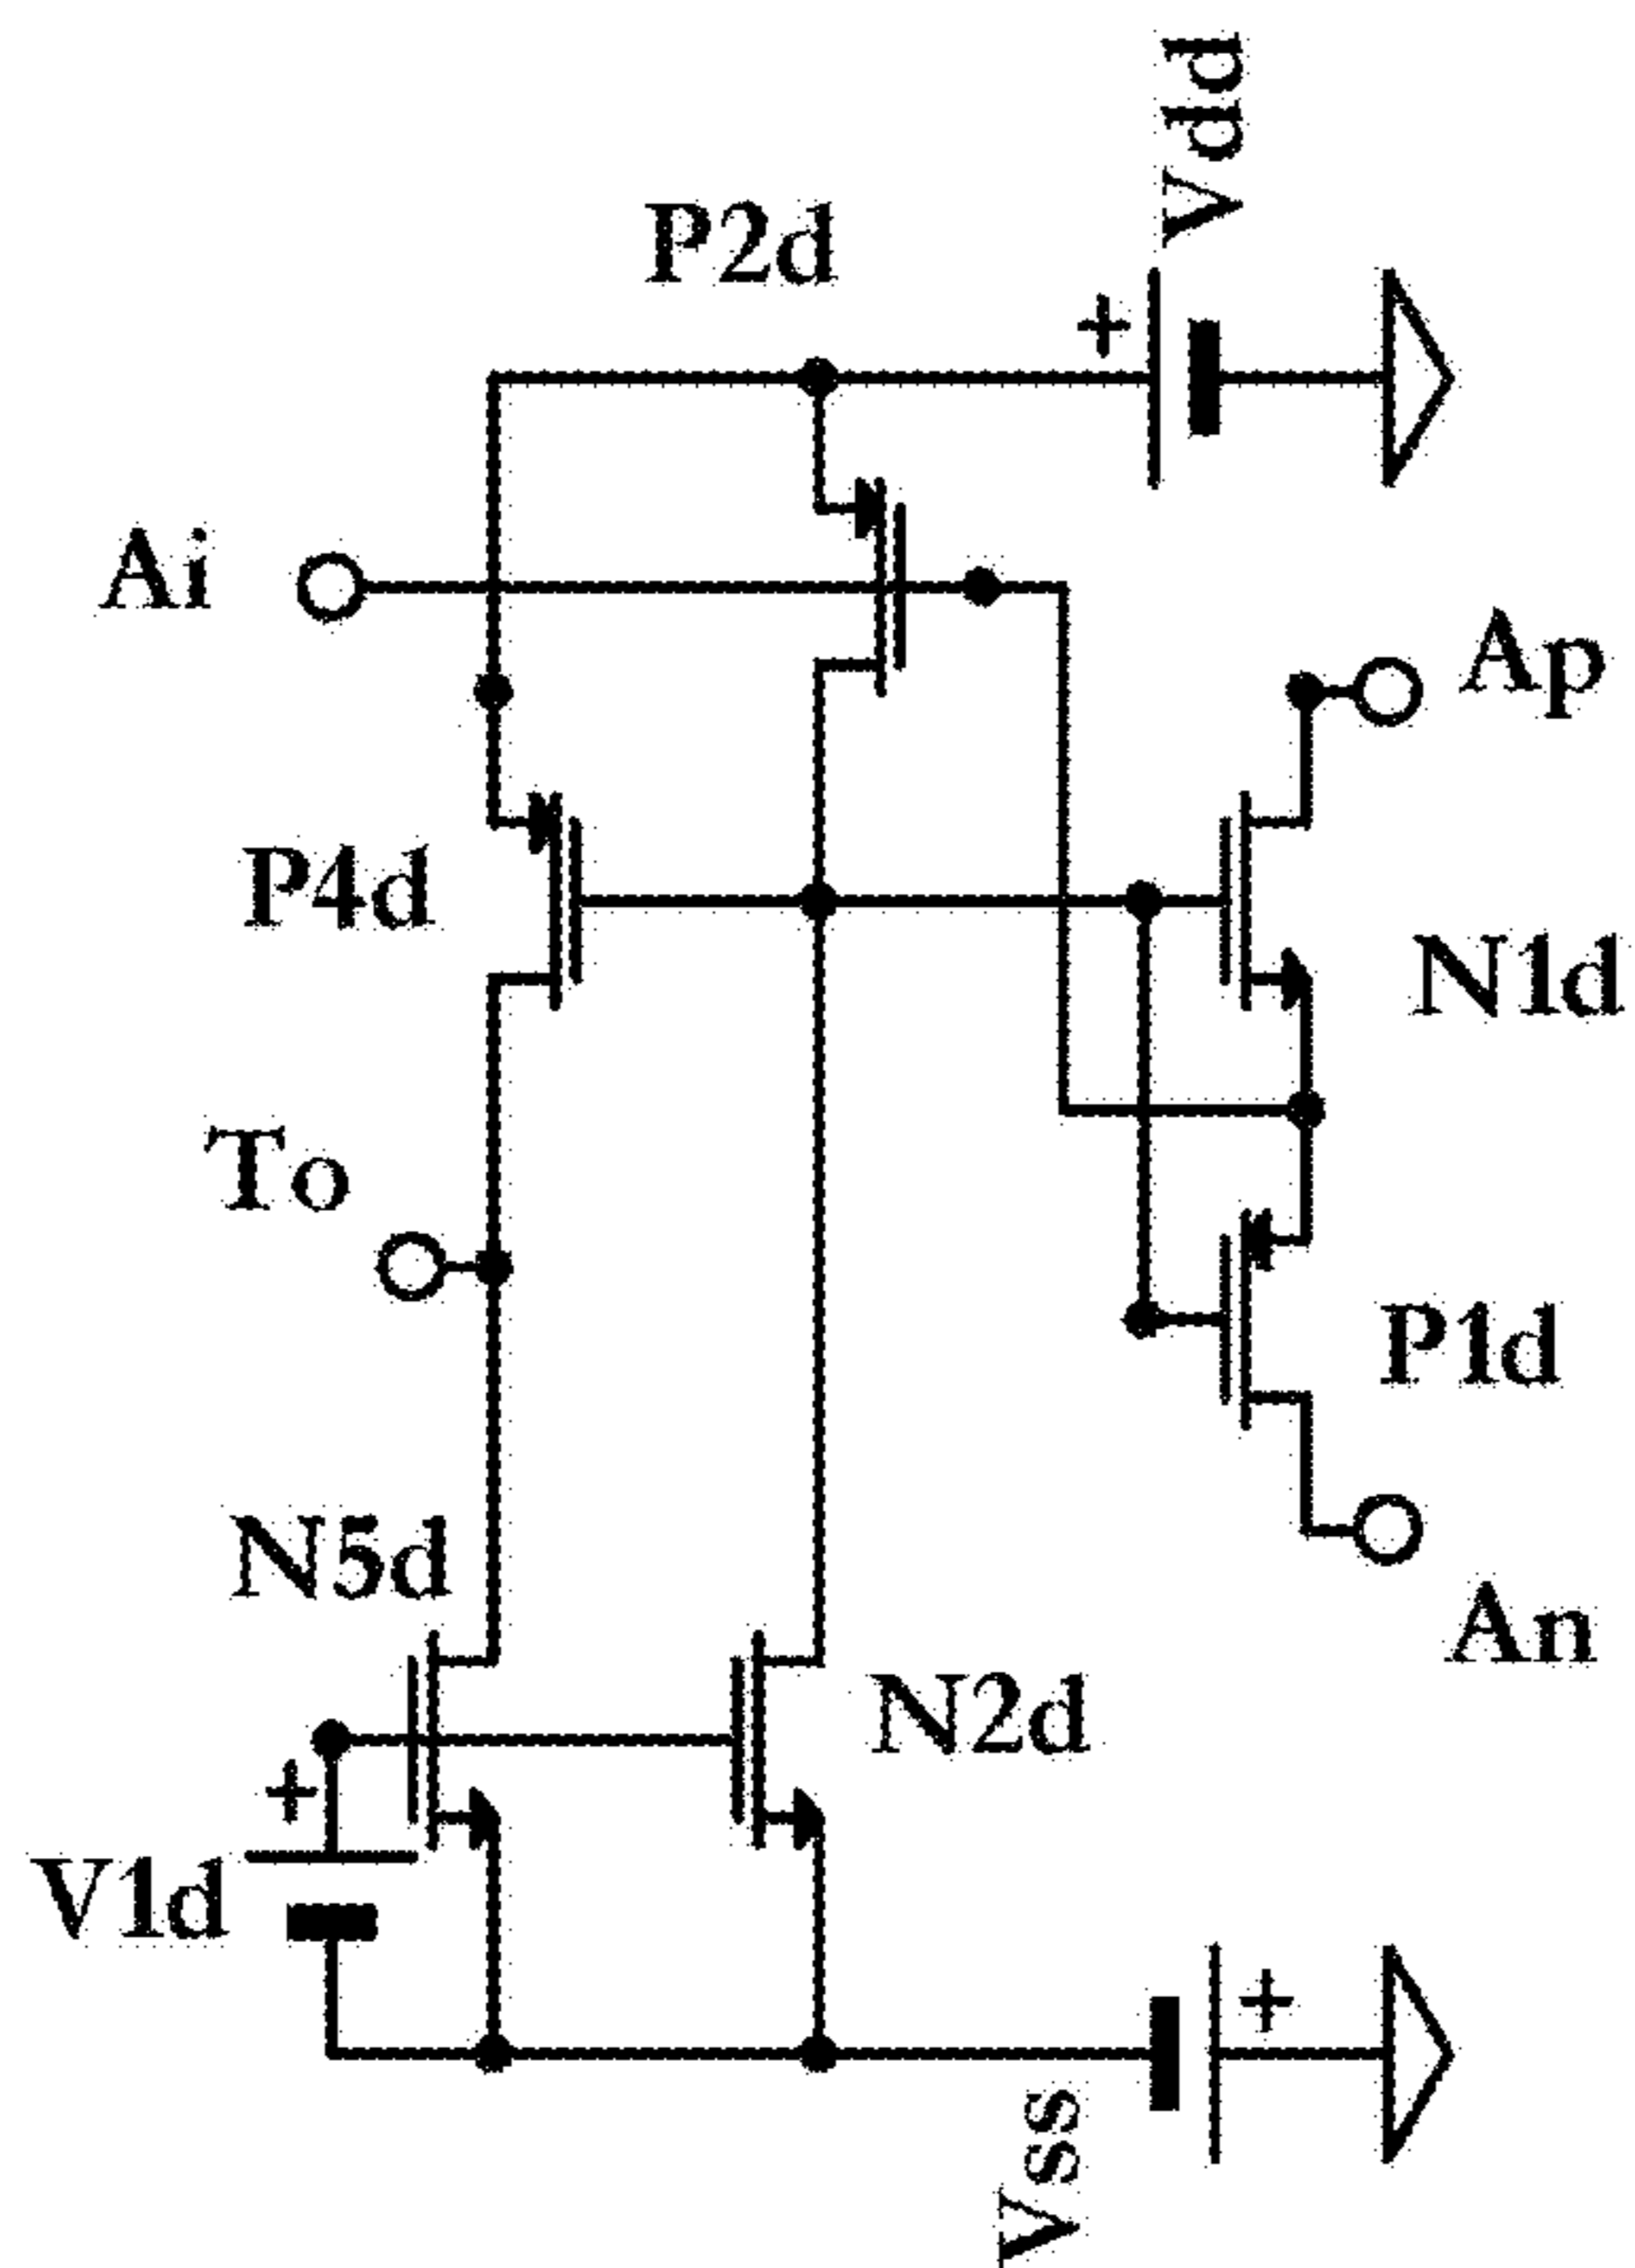 Vdd
P2d
+
Ai
Ap
P4d
N1d
To
P1d
N5d
An
N2d
+
V1d
+
Vss